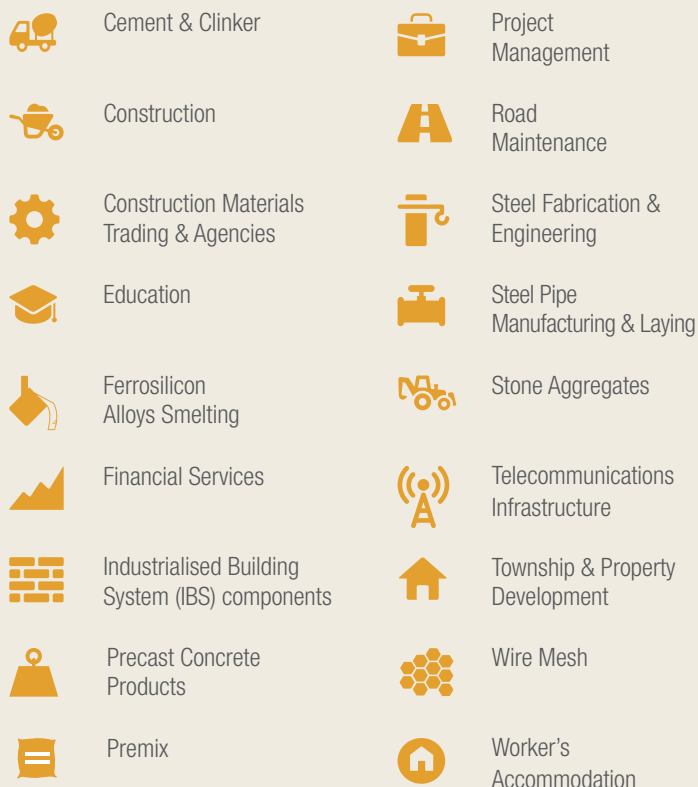 Cement & Clinker
Construction
Construction Materials
Trading & Agencies
Education
Ferrosilicon
Alloys Smelting
Financial Services
Industrialised Building
System (IBS) components
Precast Concrete
Products
Premix
Project
Management
Road
Maintenance
Steel Fabrication &
Engineering
Steel Pipe
Manufacturing & Laying
Stone Aggregates
Telecommunications
Infrastructure
Township & Property
Development
Wire Mesh
Worker's
Accommodation